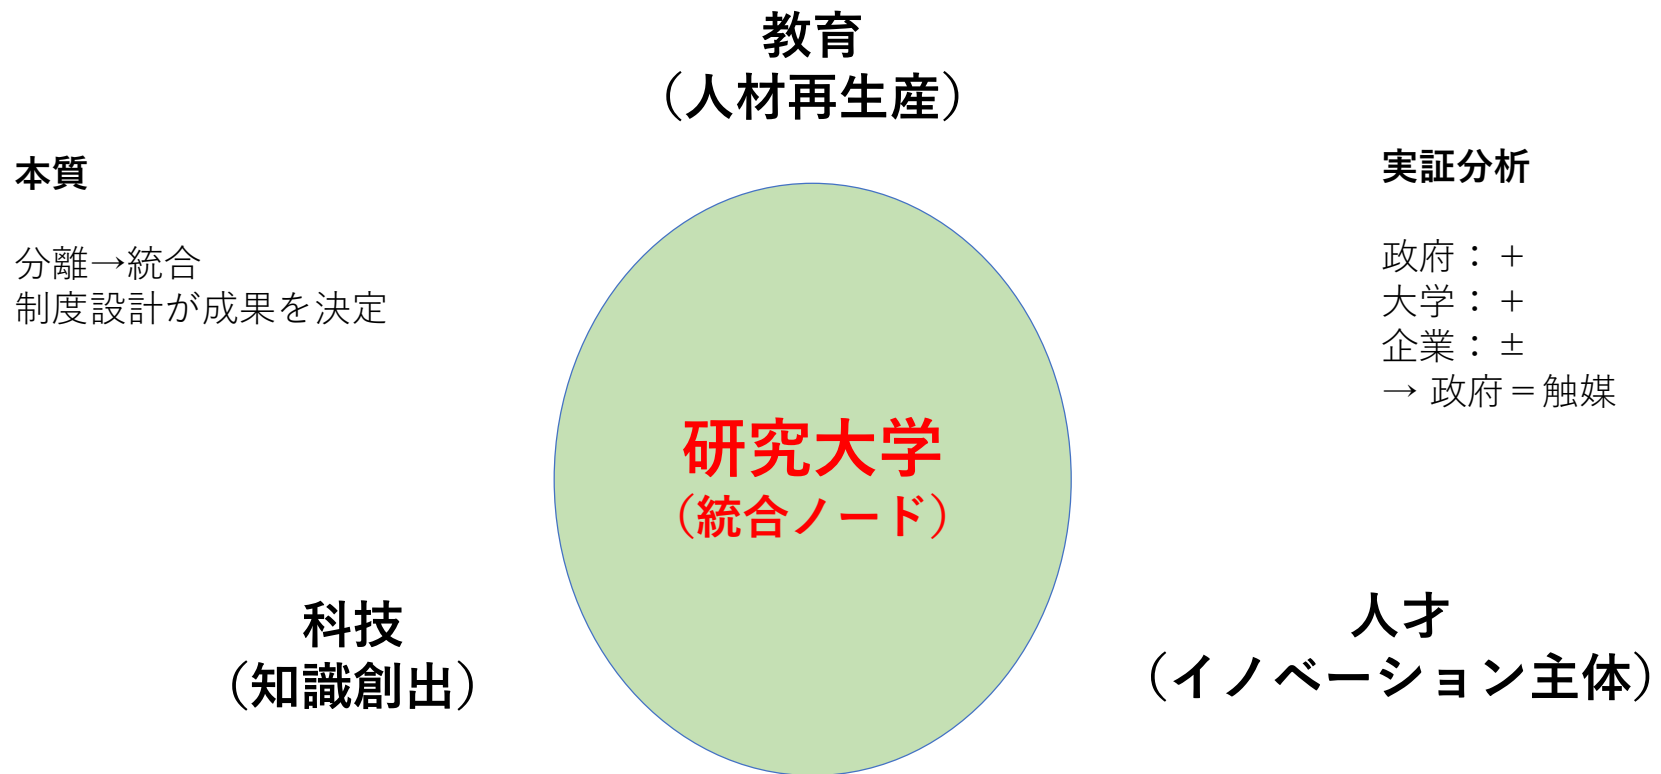 教育
（人材再生産）
本質
分離→統合
制度設計が成果を決定
実証分析
政府：＋
大学：＋
企業：±
→ 政府＝触媒
研究大学
（統合ノード）
科技
（知識創出）
人才
（イノベーション主体）